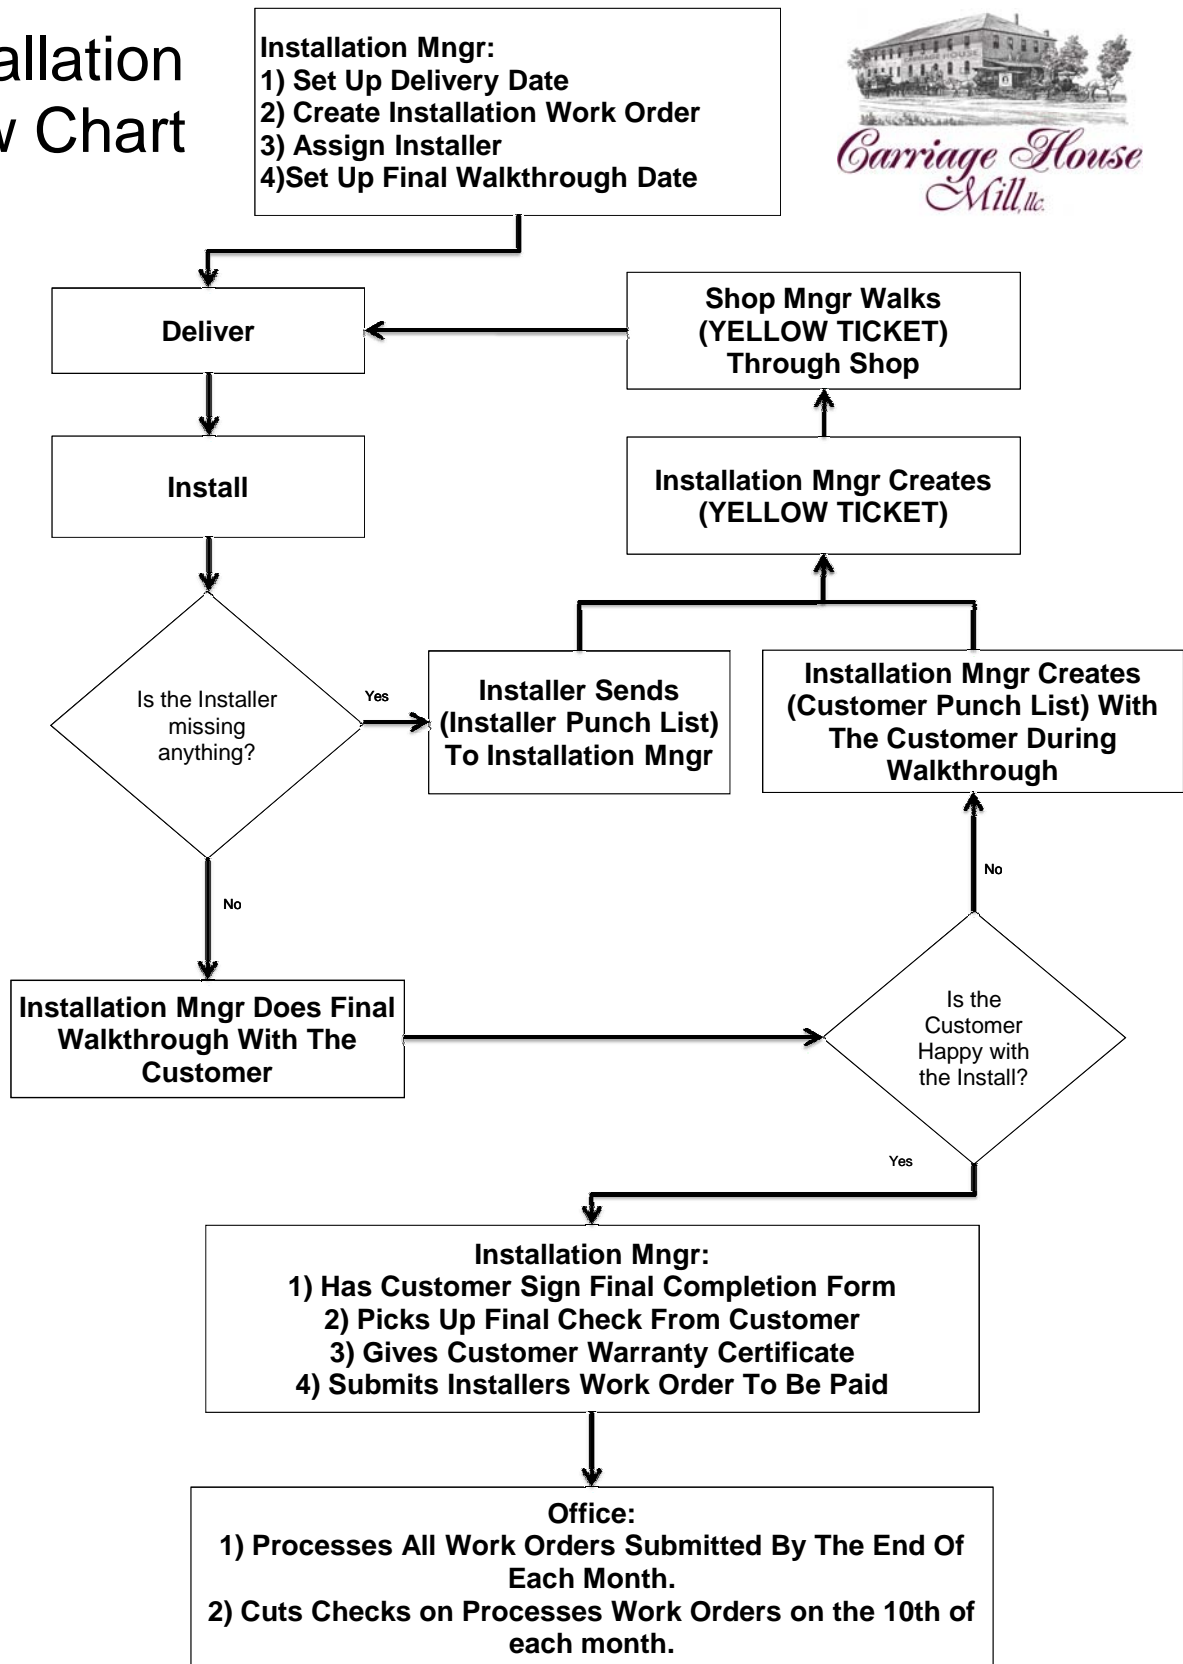 allation
w Chart
Installation Mngr:
1) Set Up Delivery Date
2) Create Installation Work Order
3) Assign Installer
4)Set Up Final Walkthrough Date
Carriage House
Mill, llc.
Deliver
Shop Mngr Walks
(YELLOW TICKET)
Through Shop
Install
Installation Mngr Creates
(YELLOW TICKET)
Is the Installer
missing
anything?
Yes
Installer Sends
(Installer Punch List)
To Installation Mngr
Installation Mngr Creates
(Customer Punch List) With
The Customer During
Walkthrough
No
No
Installation Mngr Does Final
Walkthrough With The
Customer
Is the
Customer
Happy with
the Install?
Yes
Installation Mngr:
1) Has Customer Sign Final Completion Form
2) Picks Up Final Check From Customer
3) Gives Customer Warranty Certificate
4) Submits Installers Work Order To Be Paid
Office:
1) Processes All Work Orders Submitted By The End Of
Each Month.
2) Cuts Checks on Processes Work Orders on the 10th of
each month.